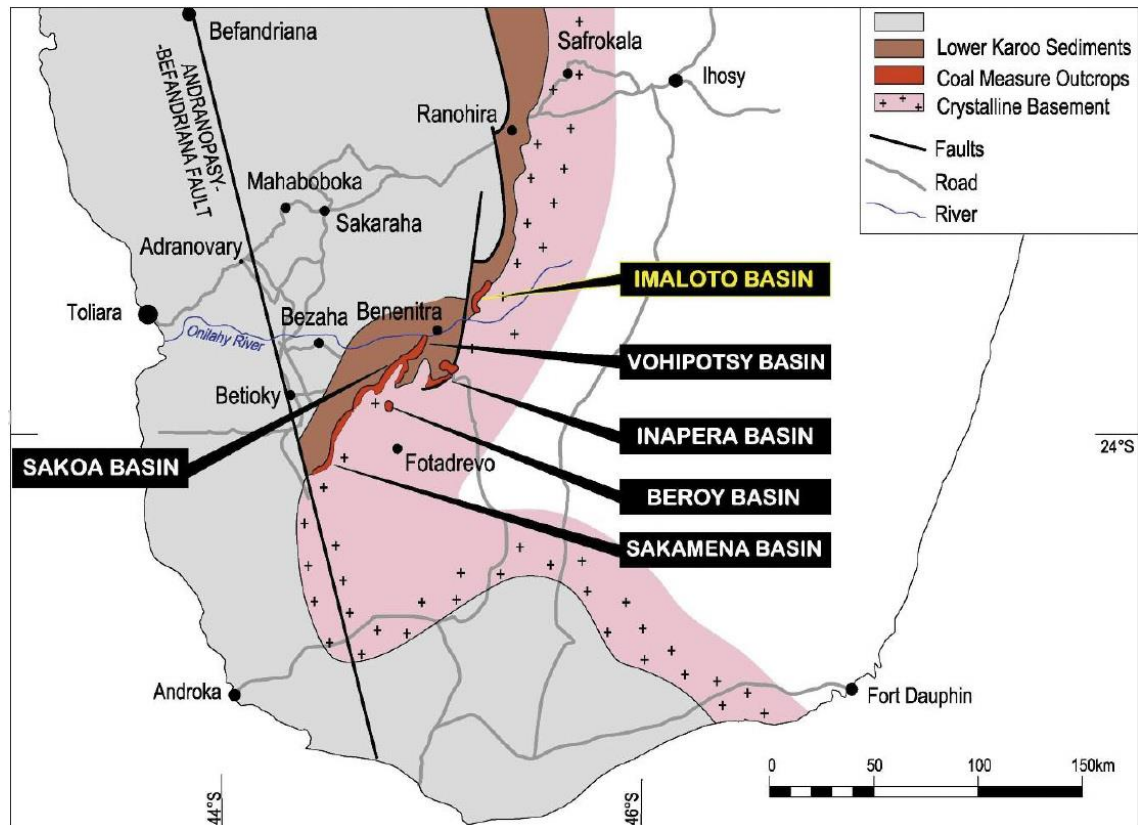 Befandriana
ANDRANOPASY-
-BEFANDRIANA FAULT
Safrokala
Ihosy
Ranohira
Mahaboboka
Sakaraha
Adranovary
Toliara
Onilahy River
Bezaha
Benenitra
Betioky
Fotadrevo
Androka
Fort Dauphin
IMALOTO BASIN
VOHIPOTSY BASIN
INAPERA BASIN
BEROY BASIN
SAKAMENA BASIN
SAKOA BASIN
Lower Karoo Sediments
Coal Measure Outcrops
Crystalline Basement
Faults
Road
River
24°S
44°S
46°S
0 50 100 150km